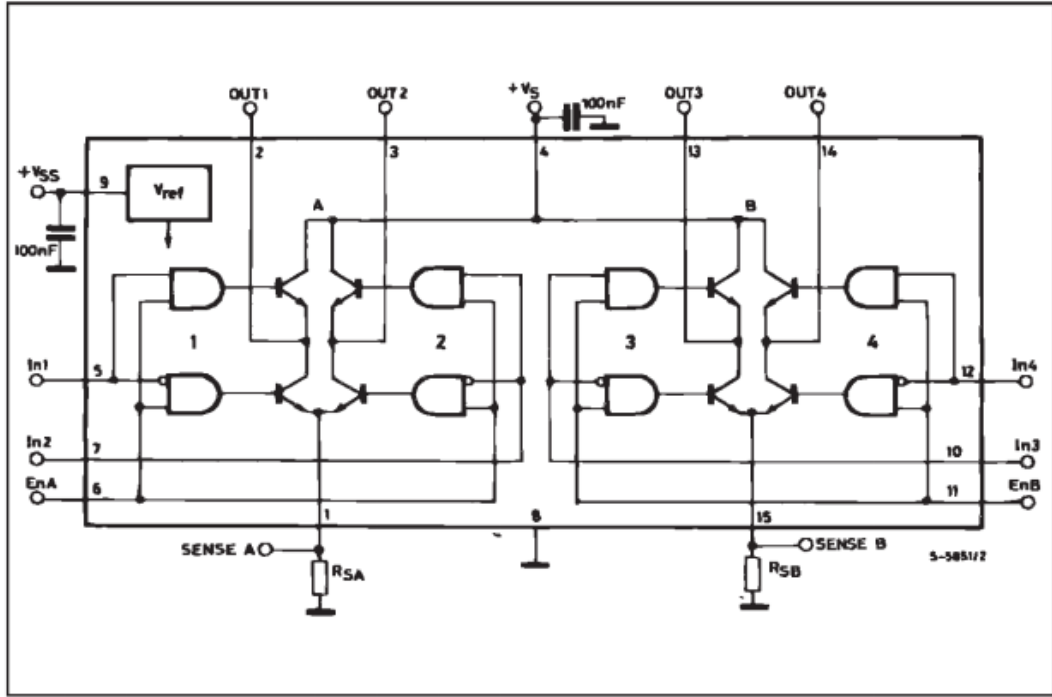 OUT1 OUT2 +VS 100nF OUT3 OUT4
2 3 4 13 14
+VSS 9 Vref
100nF
A B
1 2 3 4
In1 5 12 In4
In2 7 10 In3
EnA 6 11 EnB
1 8 15
SENSE A SENSE B
RSA RSB
S-5851/2